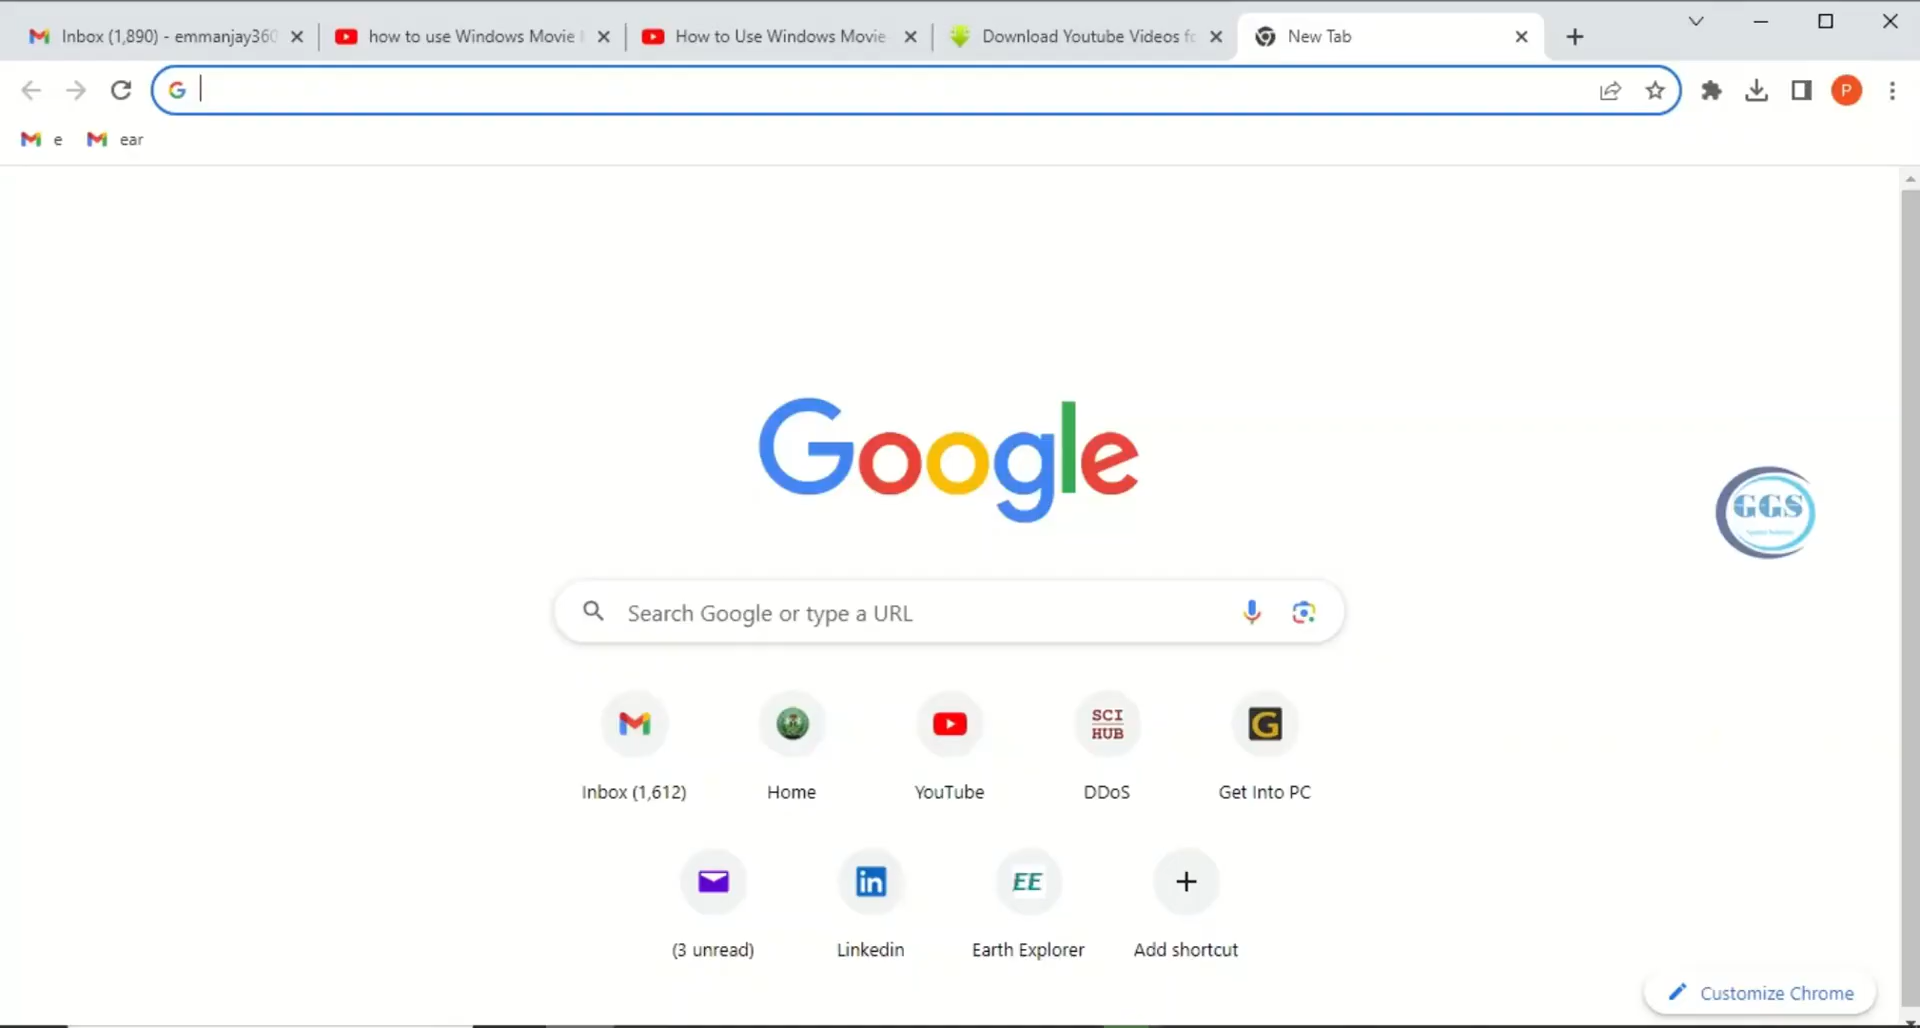 Inbox (1,890) - emmanjay360
how to use Windows Movie
How to Use Windows Movie
Download Youtube Videos fo
New Tab
P
e
ear
Google
GGS
Search Google or type a URL
SCI
HUB
G
Inbox (1,612)
Home
YouTube
DDoS
Get Into PC
in
EE
(3 unread)
Linkedin
Earth Explorer
Add shortcut
Customize Chrome